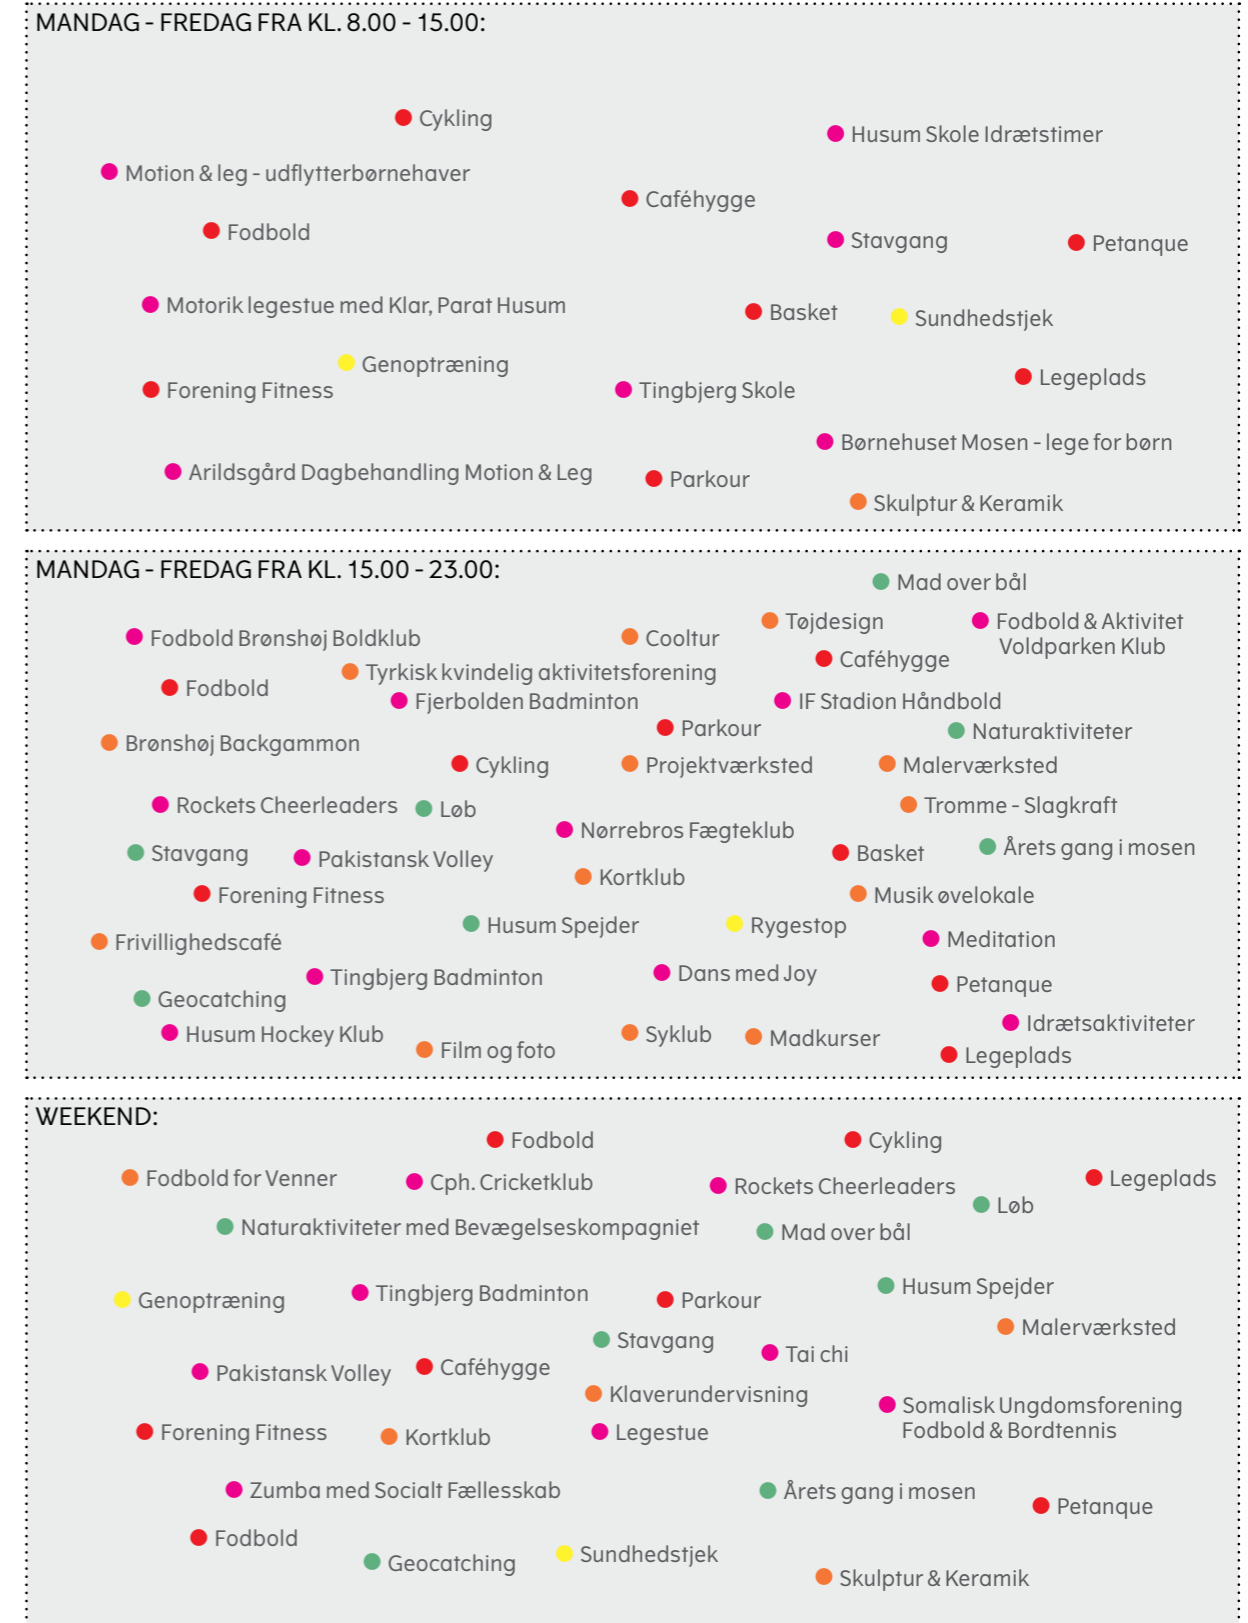 MANDAG - FREDAG FRA KL. 8.00 - 15.00:
Cykling
Husum Skole Idrætstimer
Motion & leg - udflytterbørnehaver
Caféhygge
Fodbold
Stavgang
Petanque
Motorik legestue med Klar, Parat Husum
Basket
Sundhedstjek
Genoptræning
Legeplads
Forening Fitness
Tingbjerg Skole
Børnehuset Mosen - lege for børn
Arildsgård Dagbehandling Motion & Leg
Parkour
Skulptur & Keramik
MANDAG - FREDAG FRA KL. 15.00 - 23.00:
Mad over bål
Tøjdesign
Fodbold & Aktivitet
Voldparken Klub
Fodbold Brønshøj Boldklub
Cooltur
Caféhygge
Tyrkisk kvindelig aktivitetsforening
Fodbold
Fjerbolden Badminton
IF Stadion Håndbold
Parkour
Naturaktiviteter
Brønshøj Backgammon
Cykling
Projektværksted
Malerværksted
Rockets Cheerleaders
Løb
Tromme - Slagkraft
Nørrebros Fægteklub
Årets gang i mosen
Stavgang
Pakistansk Volley
Basket
Kortklub
Forening Fitness
Musik øvelokale
Husum Spejder
Rygestop
Frivillighedscafé
Meditation
Tingbjerg Badminton
Dans med Joy
Petanque
Geocatching
Idrætsaktiviteter
Husum Hockey Klub
Syklub
Madkurser
Film og foto
Legeplads
WEEKEND:
Fodbold
Cykling
Fodbold for Venner
Cph. Cricketklub
Rockets Cheerleaders
Legeplads
Løb
Naturaktiviteter med Bevægelseskompagniet
Mad over bål
Husum Spejder
Genoptræning
Tingbjerg Badminton
Parkour
Malerværksted
Stavgang
Tai chi
Pakistansk Volley
Caféhygge
Klaverundervisning
Somalisk Ungdomsforening
Fodbold & Bordtennis
Forening Fitness
Kortklub
Legestue
Zumba med Socialt Fællesskab
Årets gang i mosen
Petanque
Fodbold
Geocatching
Sundhedstjek
Skulptur & Keramik